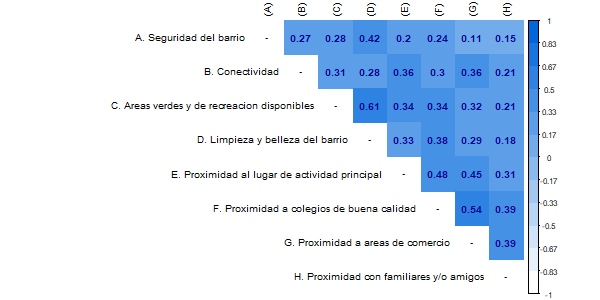 (A) (B) (C) (D) (E) (F) (G) (H)
A. Seguridad del barrio - 0.27 0.28 0.42 0.2 0.24 0.11 0.15
B. Conectividad - 0.31 0.28 0.36 0.3 0.36 0.21
C. Areas verdes y de recreacion disponibles - 0.61 0.34 0.34 0.32 0.21
D. Limpieza y belleza del barrio - 0.33 0.38 0.29 0.18
E. Proximidad al lugar de actividad principal - 0.48 0.45 0.31
F. Proximidad a colegios de buena calidad - 0.54 0.39
G. Proximidad a areas de comercio - 0.39
H. Proximidad con familiares y/o amigos -
1
0.83
0.67
0.5
0.33
0.17
0
-0.17
-0.33
-0.5
-0.67
-0.83
-1